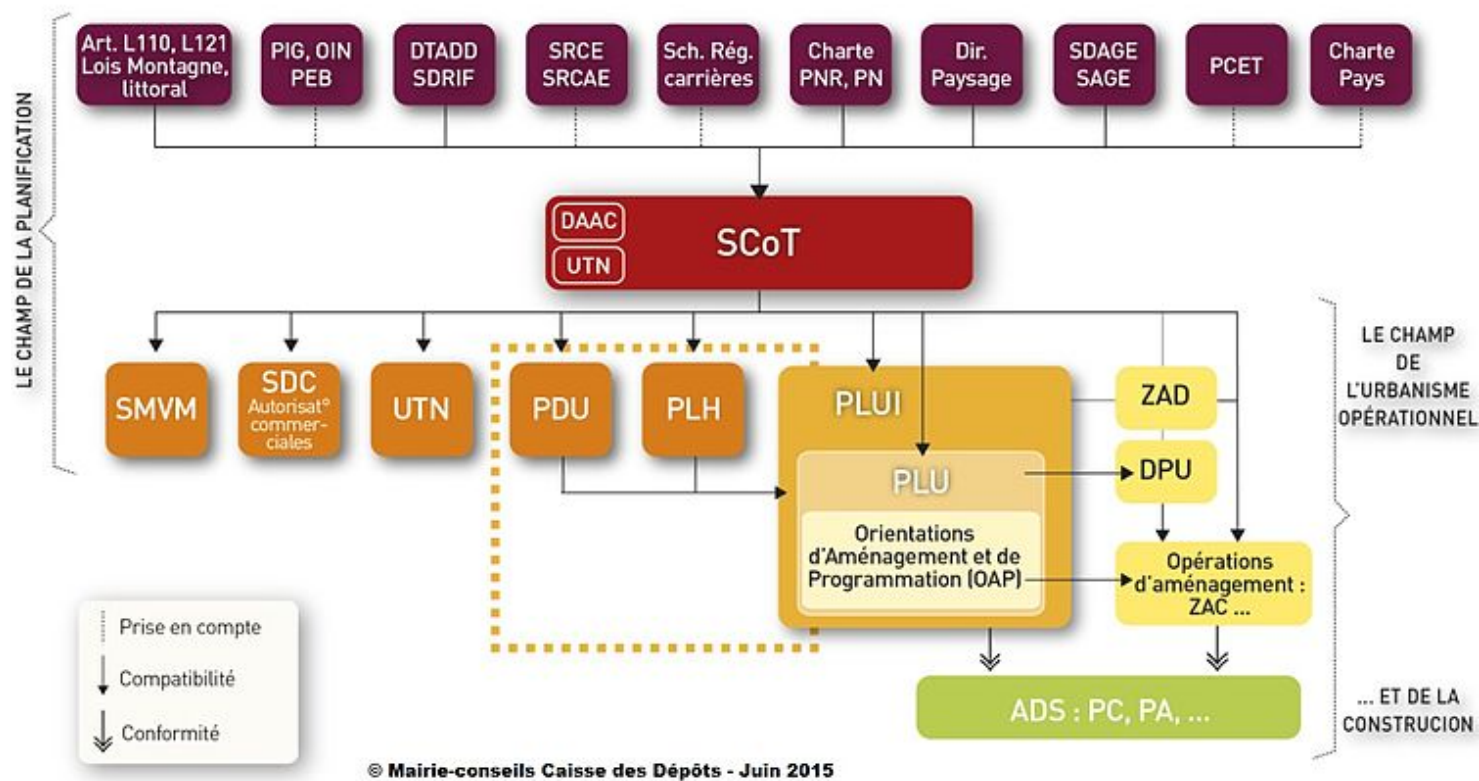 LE CHAMP DE LA PLANIFICATION
Art. L110, L121
Lois Montagne,
littoral
PIG, OIN
PEB
DTADD
SDRIF
SRCE
SRCAE
Sch. Rég.
carrières
Charte
PNR, PN
Dir.
Paysage
SDAGE
SAGE
PCET
Charte
Pays
DAAC
UTN
SCoT
SMVM
SDC
Autorisat°
commer-
ciales
UTN
PDU
PLH
PLUI
PLU
Orientations
d'Aménagement et de
Programmation (OAP)
ZAD
DPU
Opérations
d'aménagement :
ZAC ...
LE CHAMP
DE
L'URBANISME
OPÉRATIONNEL
Prise en compte
Compatibilité
Conformité
ADS : PC, PA, ...
... ET DE LA
CONSTRUCION
© Mairie-conseils Caisse des Dépôts - Juin 2015